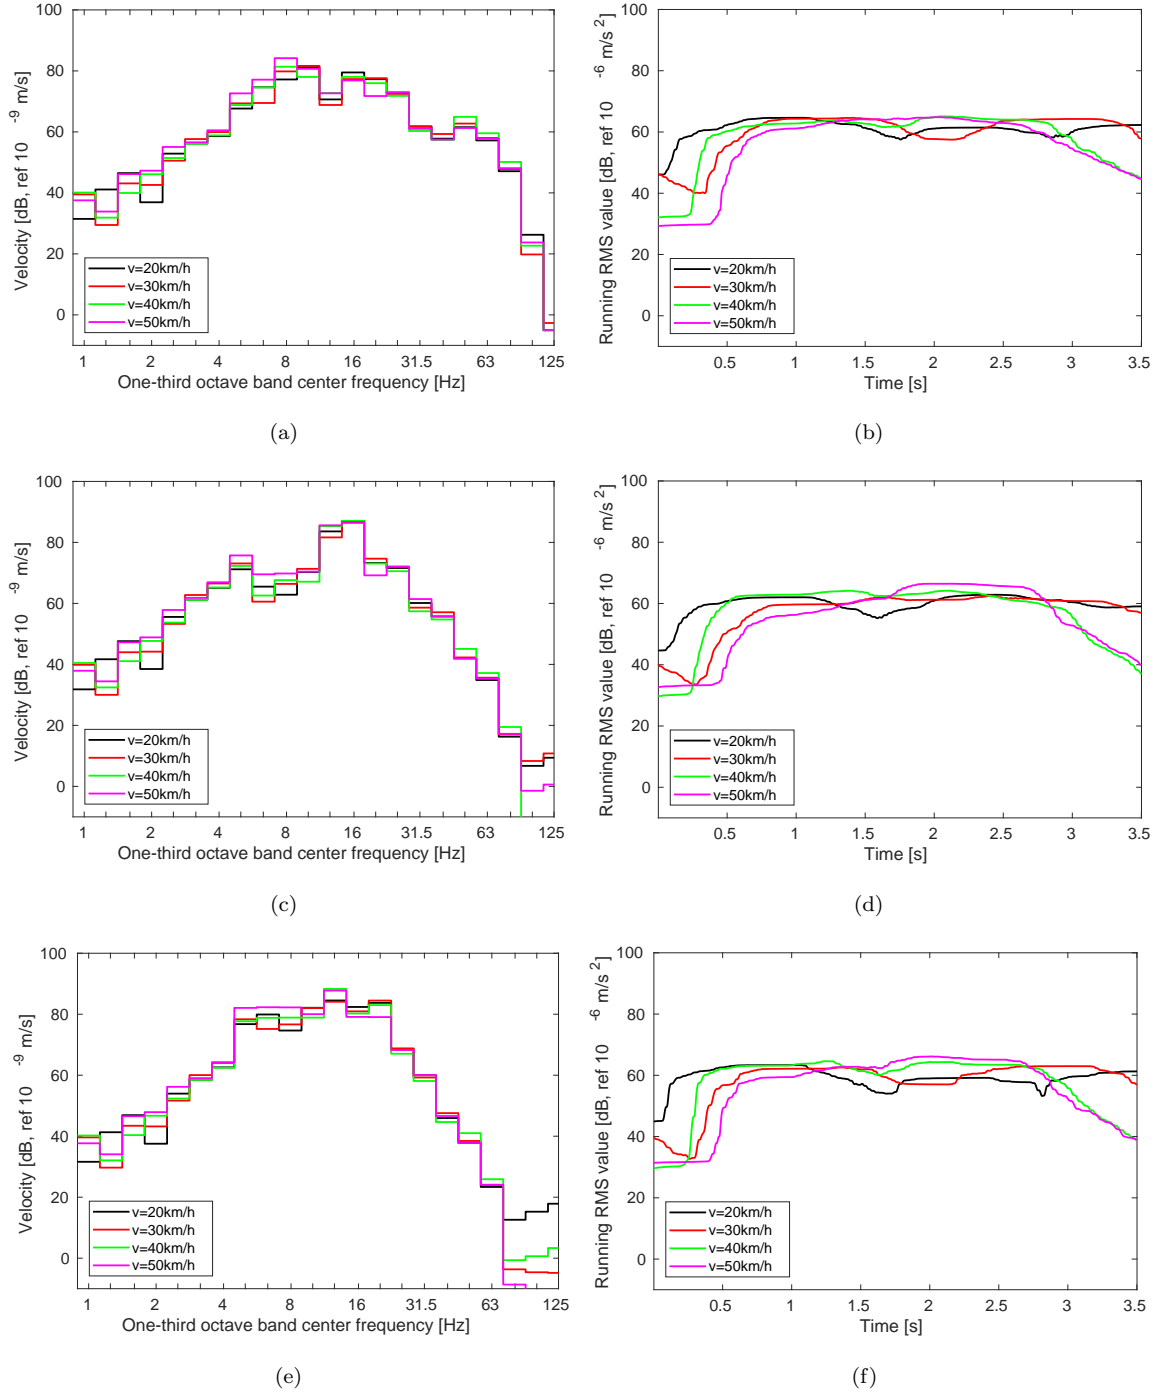 100
80
60
40
20
0
Velocity [dB, ref 10 -9 m/s]
v=20km/h
v=30km/h
v=40km/h
v=50km/h
1 2 4 8 16 31.5 63 125
One-third octave band center frequency [Hz]
(a)
100
80
60
40
20
0
Running RMS value [dB, ref 10 -6 m/s 2]
v=20km/h
v=30km/h
v=40km/h
v=50km/h
0.5 1 1.5 2 2.5 3 3.5
Time [s]
(b)
100
80
60
40
20
0
Velocity [dB, ref 10 -9 m/s]
v=20km/h
v=30km/h
v=40km/h
v=50km/h
1 2 4 8 16 31.5 63 125
One-third octave band center frequency [Hz]
(c)
100
80
60
40
20
0
Running RMS value [dB, ref 10 -6 m/s 2]
v=20km/h
v=30km/h
v=40km/h
v=50km/h
0.5 1 1.5 2 2.5 3 3.5
Time [s]
(d)
100
80
60
40
20
0
Velocity [dB, ref 10 -9 m/s]
v=20km/h
v=30km/h
v=40km/h
v=50km/h
1 2 4 8 16 31.5 63 125
One-third octave band center frequency [Hz]
(e)
100
80
60
40
20
0
Running RMS value [dB, ref 10 -6 m/s 2]
v=20km/h
v=30km/h
v=40km/h
v=50km/h
0.5 1 1.5 2 2.5 3 3.5
Time [s]
(f)